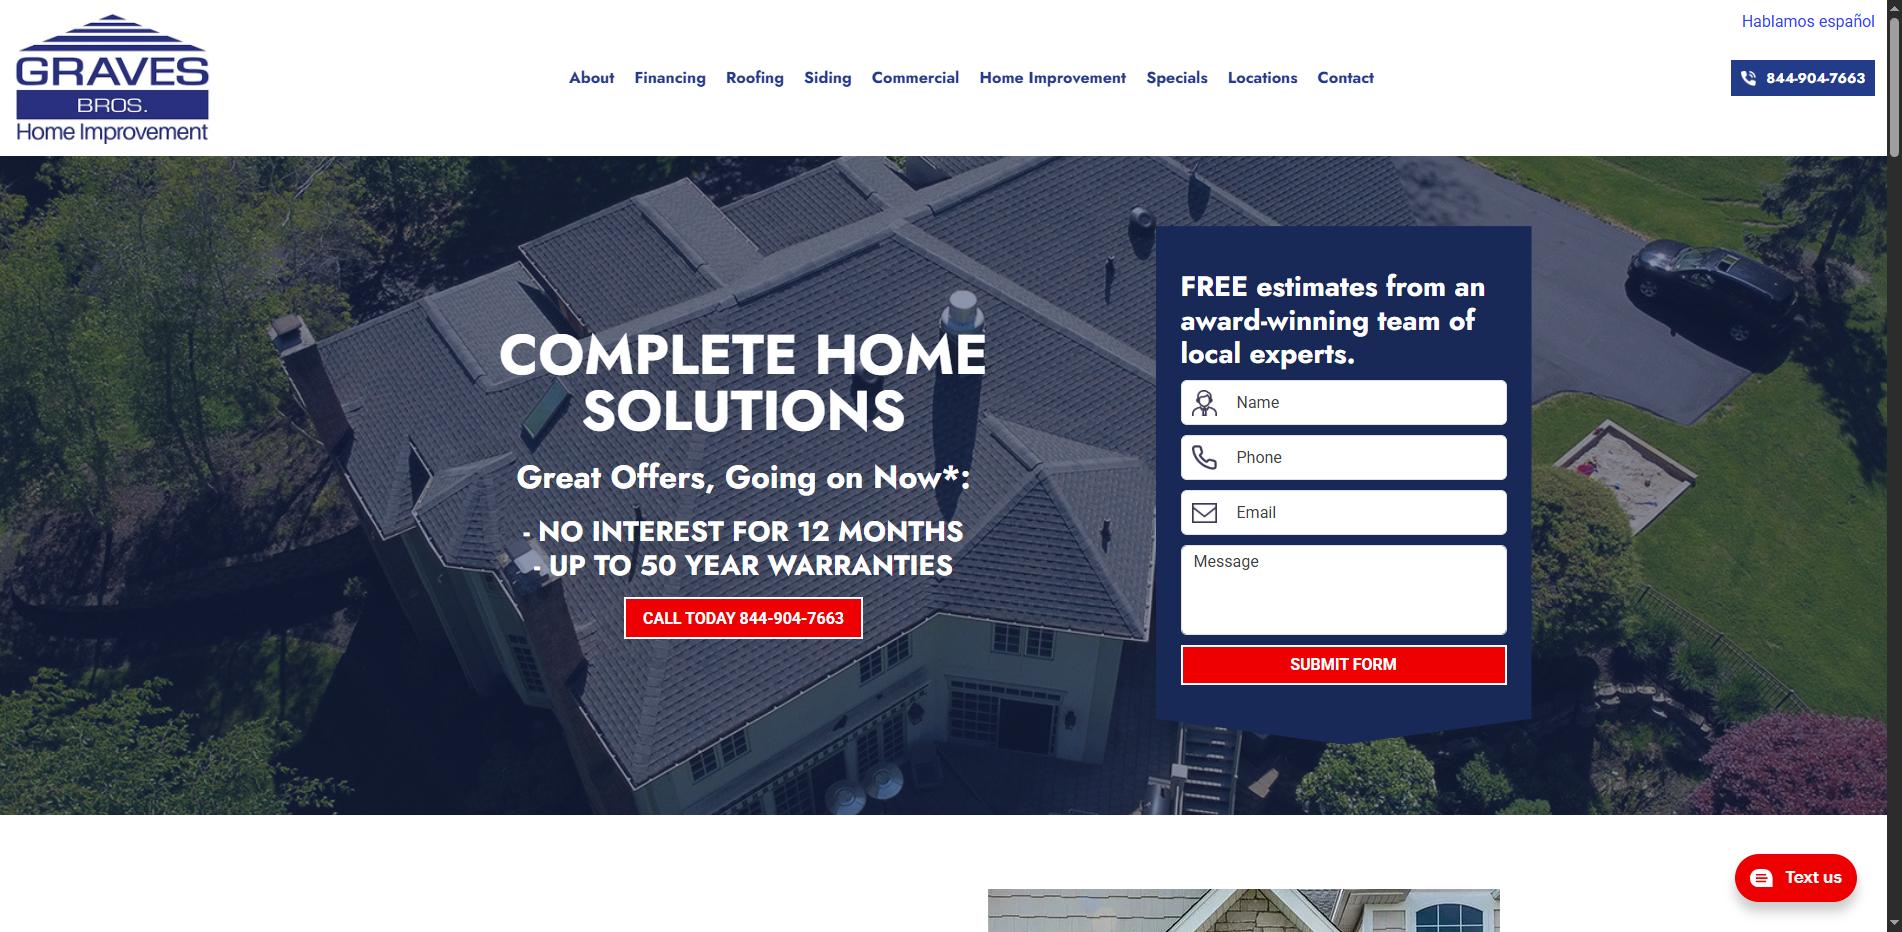 Hablamos español
GRAVES
BROS.
Home Improvement
About Financing Roofing Siding Commercial Home Improvement Specials Locations Contact
844-904-7663
COMPLETE HOME
SOLUTIONS
Great Offers, Going on Now*:
- NO INTEREST FOR 12 MONTHS
- UP TO 50 YEAR WARRANTIES
CALL TODAY 844-904-7663
FREE estimates from an
award-winning team of
local experts.
Name
Phone
Email
Message
SUBMIT FORM
Text us